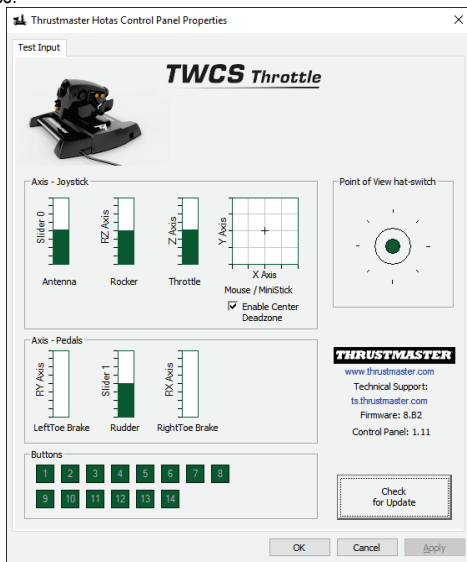 Thrustmaster Hotas Control Panel Properties
Test Input
TWCS Throttle
Axis - Joystick
Slider 0
RZ Axis
Z Axis
Y Axis
X Axis
Antenna
Rocker
Throttle
Mouse / MiniStick
Enable Center
Deadzone
Point of View hat-switch
Axis - Pedals
RY Axis
Slider 1
RX Axis
LeftToe Brake
Rudder
RightToe Brake
THRUSTMASTER
www.thrustmaster.com
Technical Support:
ts.thrustmaster.com
Firmware: 8.B2
Control Panel: 1.11
Buttons
1 2 3 4 5 6 7 8
9 10 11 12 13 14
Check
for Update
OK
Cancel
Apply